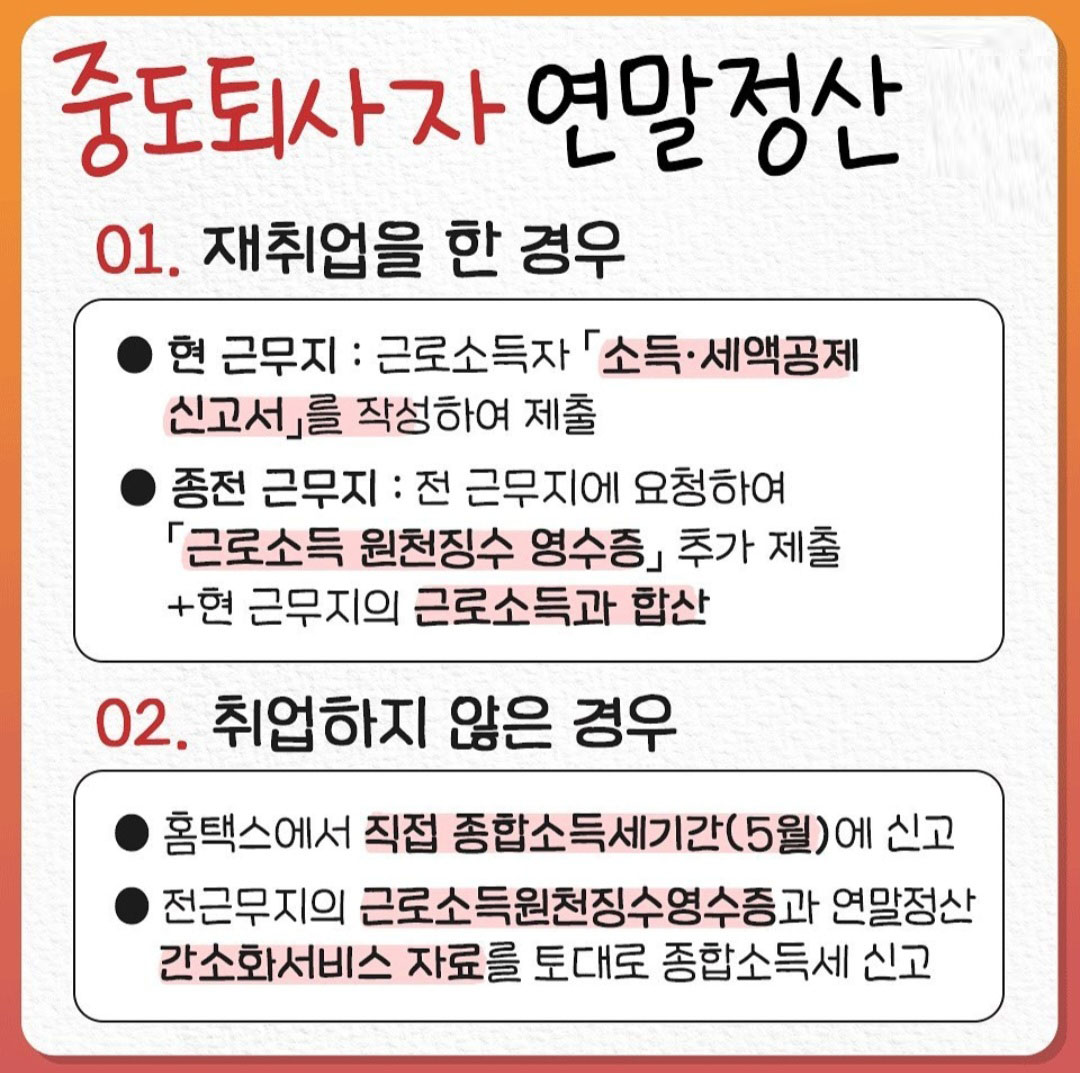 중도퇴사자 연말정산
01. 재취업을 한 경우
● 현 근무지 : 근로소득자 「소득·세액공제
신고서」를 작성하여 제출
● 종전 근무지 : 전 근무지에 요청하여
「근로소득 원천징수 영수증」 추가 제출
+현 근무지의 근로소득과 합산
02. 취업하지 않은 경우
● 홈택스에서 직접 종합소득세기간(5월)에 신고
● 전근무지의 근로소득원천징수영수증과 연말정산
간소화서비스 자료를 토대로 종합소득세 신고